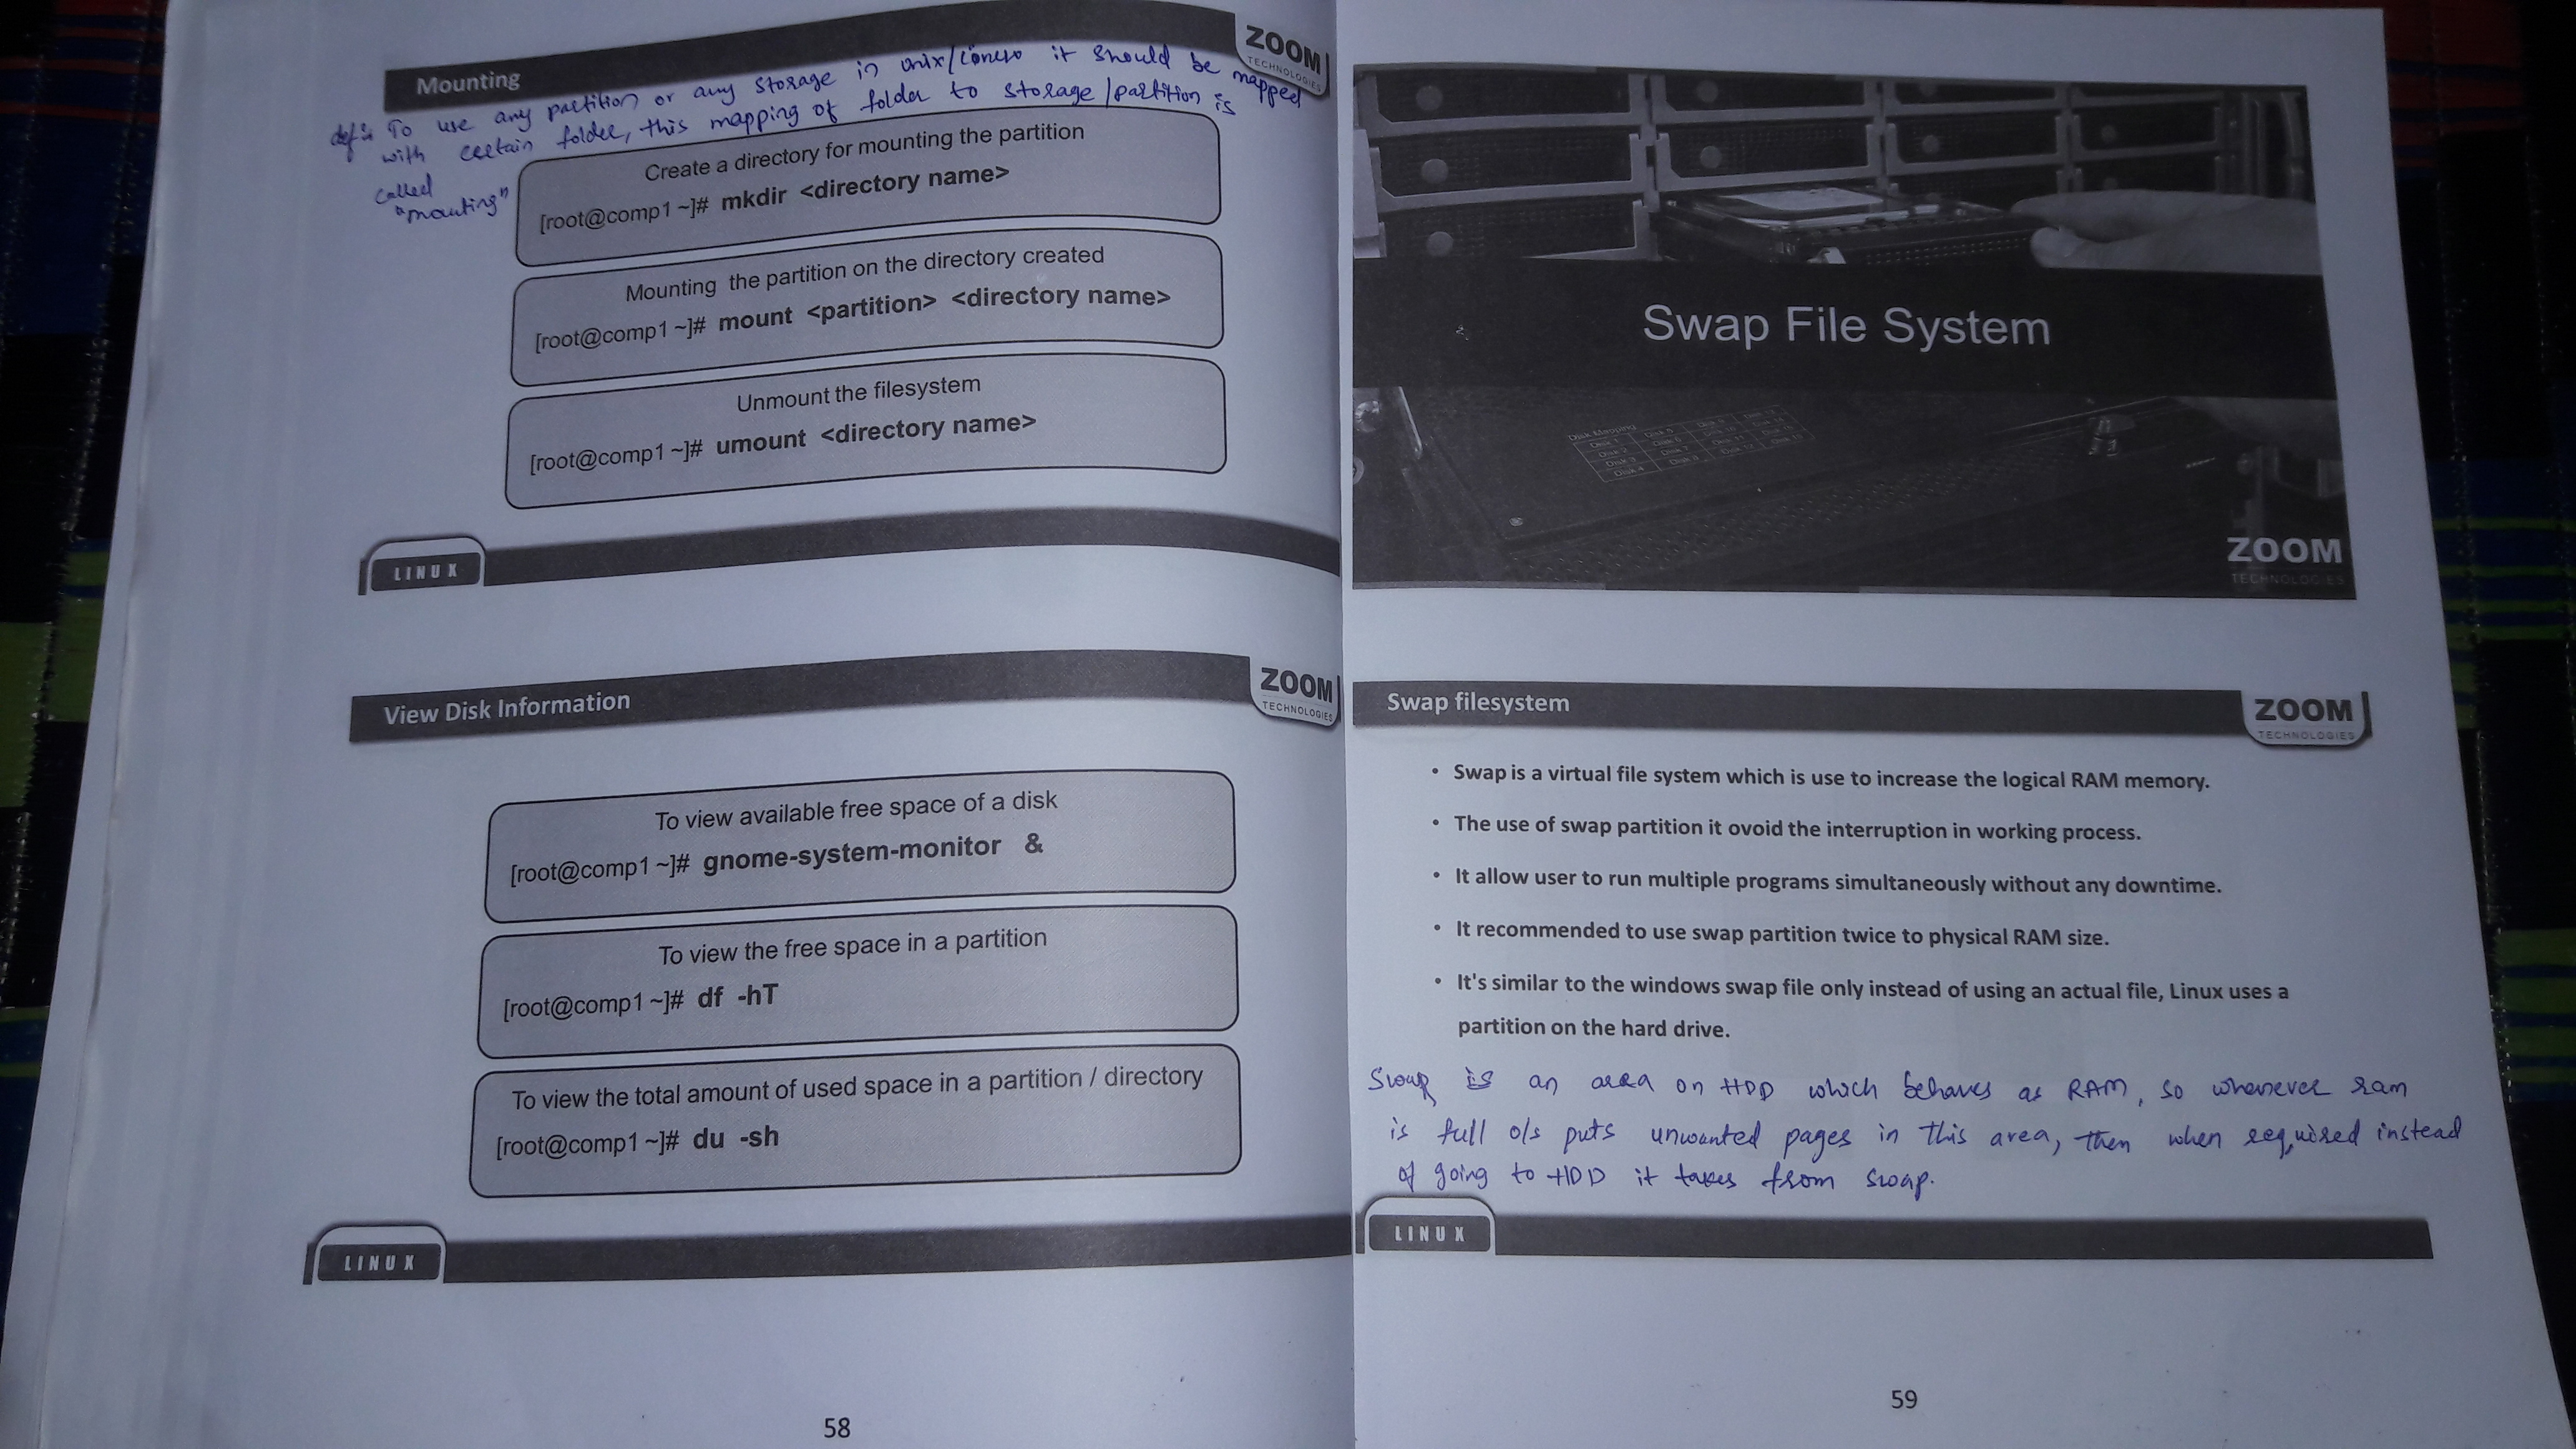 Mounting
ZOOM
TECHNOLOGIES
defn: To use any partition or any storage in unix/linux it should be mapped
with certain folder, this mapping of folder to storage/partition is
called
"mounting"
Create a directory for mounting the partition
[root@comp1 ~]# mkdir <directory name>
Mounting the partition on the directory created
[root@comp1 ~]# mount <partition> <directory name>
Unmount the filesystem
[root@comp1 ~]# umount <directory name>
LINUX
View Disk Information
ZOOM
TECHNOLOGIES
To view available free space of a disk
[root@comp1 ~]# gnome-system-monitor &
To view the free space in a partition
[root@comp1 ~]# df -hT
To view the total amount of used space in a partition / directory
[root@comp1 ~]# du -sh
LINUX
58
Swap File System
Disk Mapping
ZOOM
TECHNOLOGIES
Swap filesystem
ZOOM
TECHNOLOGIES
• Swap is a virtual file system which is use to increase the logical RAM memory.
• The use of swap partition it ovoid the interruption in working process.
• It allow user to run multiple programs simultaneously without any downtime.
• It recommended to use swap partition twice to physical RAM size.
• It's similar to the windows swap file only instead of using an actual file, Linux uses a
partition on the hard drive.
Swap is an area on HDD which behaves as RAM, so whenever ram
is full o/s puts unwanted pages in this area, then when required instead
of going to HDD it takes from swap.
LINUX
59